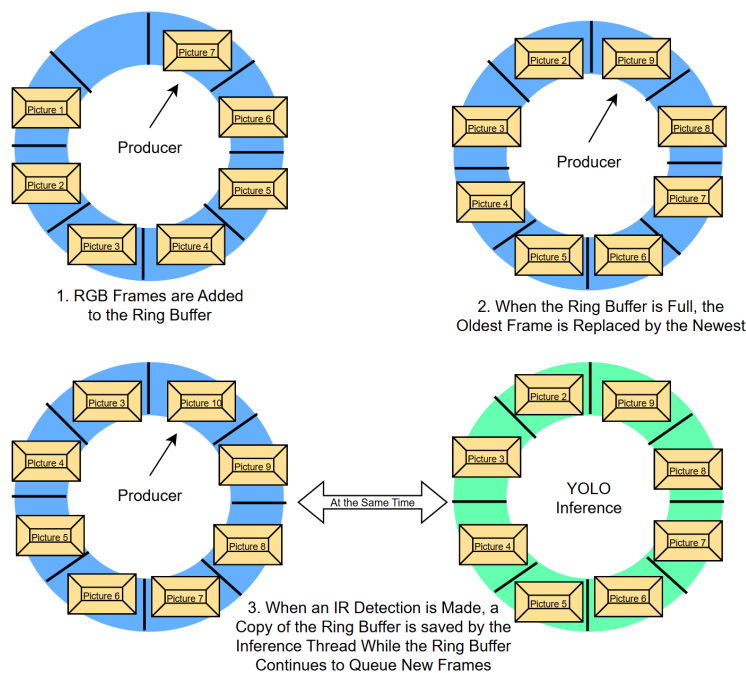 Picture 7
Picture 1
Picture 6
Producer
Picture 2
Picture 5
Picture 3
Picture 4
1. RGB Frames are Added
to the Ring Buffer
Picture 2
Picture 9
Picture 3
Picture 8
Producer
Picture 4
Picture 7
Picture 5
Picture 6
2. When the Ring Buffer is Full, the
Oldest Frame is Replaced by the Newest
Picture 3
Picture 10
Picture 4
Picture 9
Producer
Picture 5
Picture 8
Picture 6
Picture 7
At the Same Time
Picture 2
Picture 9
Picture 3
Picture 8
YOLO
Inference
Picture 4
Picture 7
Picture 5
Picture 6
3. When an IR Detection is Made, a
Copy of the Ring Buffer is saved by the
Inference Thread While the Ring Buffer
Continues to Queue New Frames